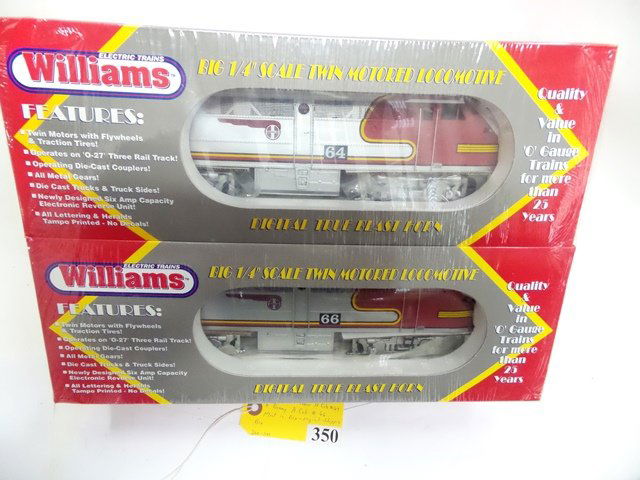 ELECTRIC TRAINS
Williams
BIG 1/4" SCALE TWIN MOTORED LOCOMOTIVE
FEATURES:
Twin Motors with Flywheels
& Traction Tires!
Operates on 'O-27' Three Rail Track!
Operating Die-Cast Couplers!
All Metal Gears!
Die Cast Trucks & Truck Sides!
Newly Designed Six Amp Capacity
Electronic Reverse Unit!
All Lettering & Heralds
Tampo Printed - No Decals!
64
Quality
&
Value
in
'O' Gauge
Trains
for more
than
25
Years
DIGITAL TRUE BLAST HORN
ELECTRIC TRAINS
Williams
BIG 1/4" SCALE TWIN MOTORED LOCOMOTIVE
FEATURES:
Twin Motors with Flywheels
& Traction Tires!
Operates on 'O-27' Three Rail Track!
Operating Die-Cast Couplers!
All Metal Gears!
Die Cast Trucks & Truck Sides!
Newly Designed Six Amp Capacity
Electronic Reverse Unit!
All Lettering & Heralds
Tampo Printed - No Decals!
66
Quality
&
Value
in
'O' Gauge
Trains
for more
than
25
Years
DIGITAL TRUE BLAST HORN
350